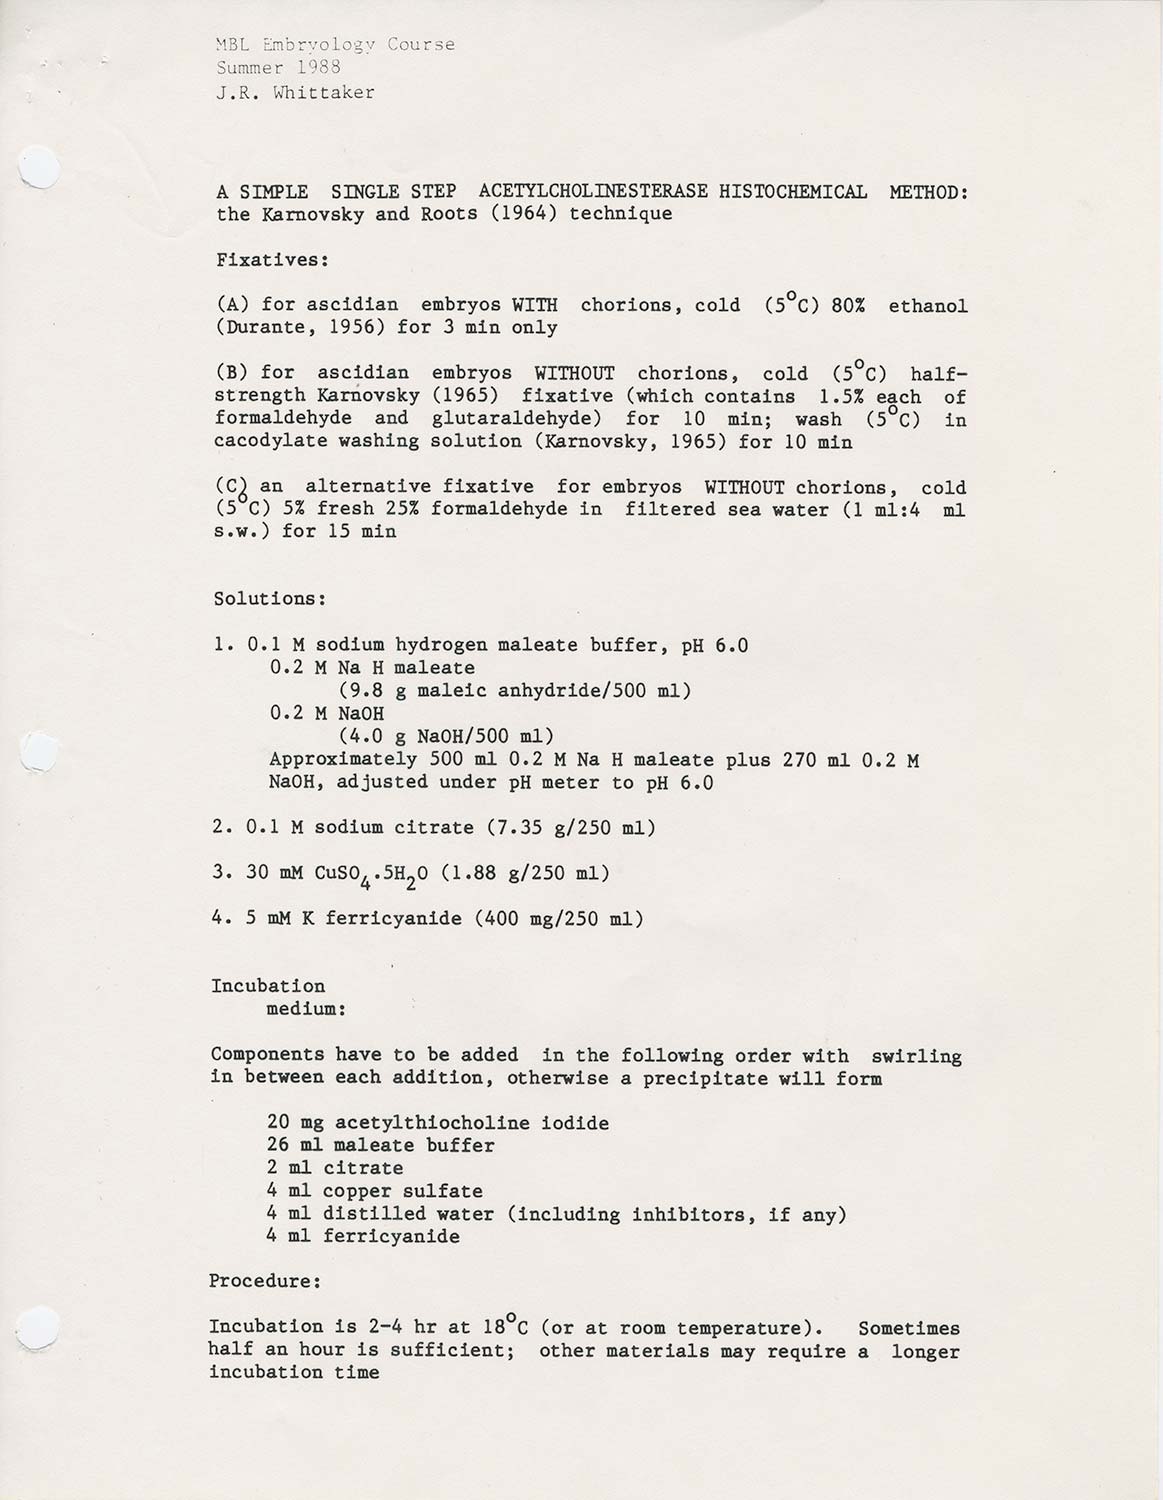 MBL Embryology Course
Summer 1988
J.R. Whittaker
A SIMPLE SINGLE STEP ACETYLCHOLINESTERASE HISTOCHEMICAL METHOD:
the Karnovsky and Roots (1964) technique
Fixatives:
(A) for ascidian embryos WITH chorions, cold (5°C) 80% ethanol
(Durante, 1956) for 3 min only
(B) for ascidian embryos WITHOUT chorions, cold (5°C) half-
strength Karnovsky (1965) fixative (which contains 1.5% each of
formaldehyde and glutaraldehyde) for 10 min; wash (5°C) in
cacodylate washing solution (Karnovsky, 1965) for 10 min
(C) an alternative fixative for embryos WITHOUT chorions, cold
(5°C) 5% fresh 25% formaldehyde in filtered sea water (1 ml:4 ml
s.w.) for 15 min
Solutions:
1. 0.1 M sodium hydrogen maleate buffer, pH 6.0
0.2 M Na H maleate
(9.8 g maleic anhydride/500 ml)
0.2 M NaOH
(4.0 g NaOH/500 ml)
Approximately 500 ml 0.2 M Na H maleate plus 270 ml 0.2 M
NaOH, adjusted under pH meter to pH 6.0
2. 0.1 M sodium citrate (7.35 g/250 ml)
3. 30 mM CuSO₄.5H₂O (1.88 g/250 ml)
4. 5 mM K ferricyanide (400 mg/250 ml)
Incubation
medium:
Components have to be added in the following order with swirling
in between each addition, otherwise a precipitate will form
20 mg acetylthiocholine iodide
26 ml maleate buffer
2 ml citrate
4 ml copper sulfate
4 ml distilled water (including inhibitors, if any)
4 ml ferricyanide
Procedure:
Incubation is 2-4 hr at 18°C (or at room temperature). Sometimes
half an hour is sufficient; other materials may require a longer
incubation time